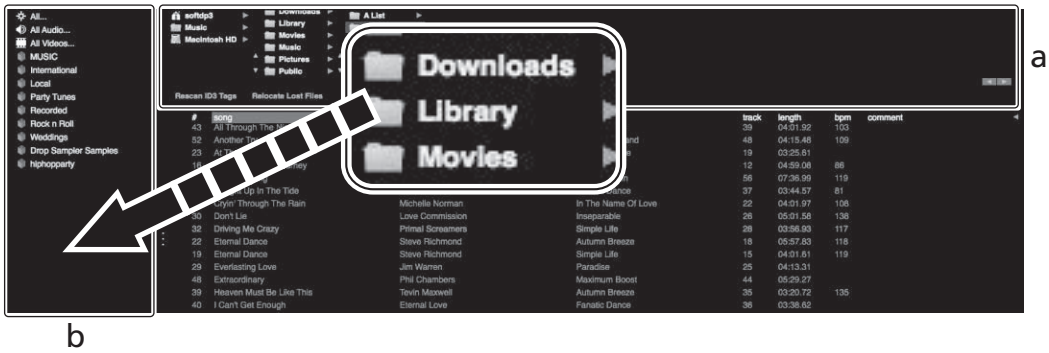 All...
All Audio...
All Videos...
MUSIC
International
Local
Party Tunes
Recorded
Rock n Roll
Weddings
Drop Sampler Samples
hiphopparty
softdp3
Music
Macintosh HD
Downloads
Library
Movies
Music
Pictures
Public
A List
Rescan ID3 Tags Relocate Lost Files
Downloads
Library
Movies
a
# song track length bpm comment
43 All Through The 39 04:01.92 103
52 Another 48 04:15.48 109
23 19 03:25.61
12 04:59.08 86
56 07:36.99 119
Up In The Tide 37 03:44.57 81
Cryin' Through The Rain Michelle Norman In The Name Of Love 22 04:01.97 108
30 Don't Lie Love Commission Inseparable 26 05:01.58 138
32 Driving Me Crazy Primal Screamers Simple Life 28 03:56.93 117
22 Eternal Dance Steve Richmond Autumn Breeze 18 05:57.83 118
19 Eternal Dance Steve Richmond Simple Life 15 04:01.61 119
29 Everlasting Love Jim Warren Paradise 25 04:13.31
48 Extraordinary Phil Chambers Maximum Boost 44 05:29.27
39 Heaven Must Be Like This Tevin Maxwell Autumn Breeze 35 03:20.72 135
40 I Can't Get Enough Eternal Love Fanatic Dance 36 03:38.62
b